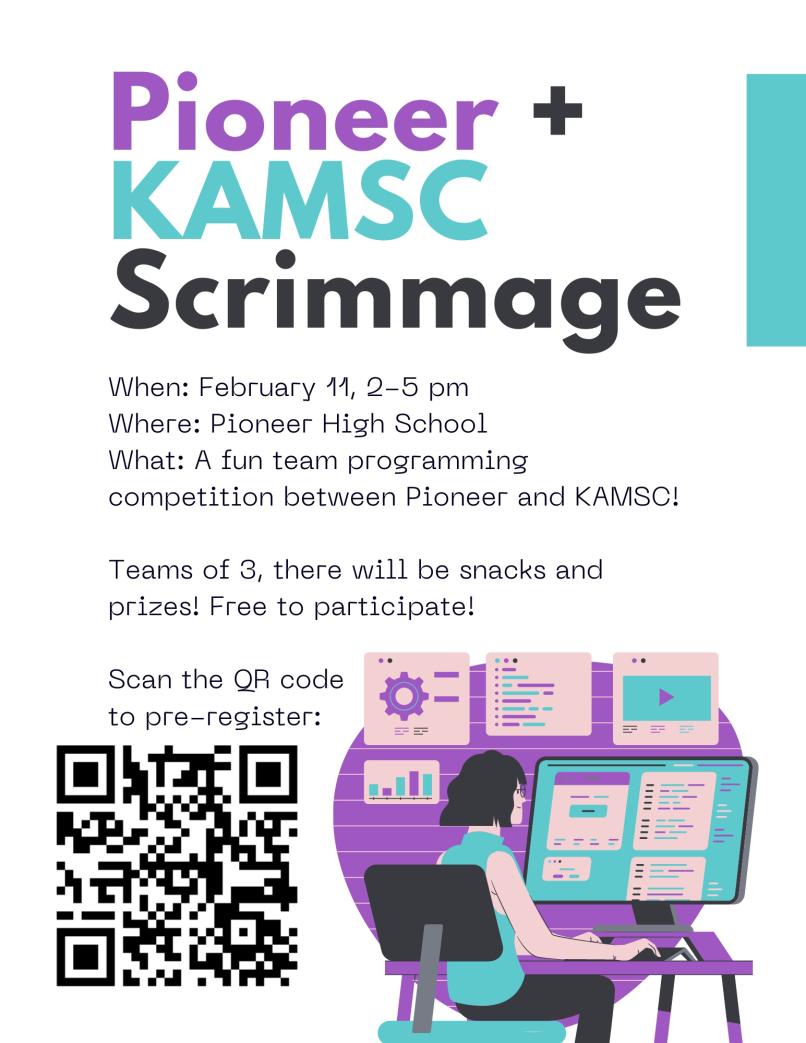 Pioneer +
KAMSC
Scrimmage
When: February 11, 2-5 pm
Where: Pioneer High School
What: A fun team programming
competition between Pioneer and KAMSC!
Teams of 3, there will be snacks and
prizes! Free to participate!
Scan the QR code
to pre-register: